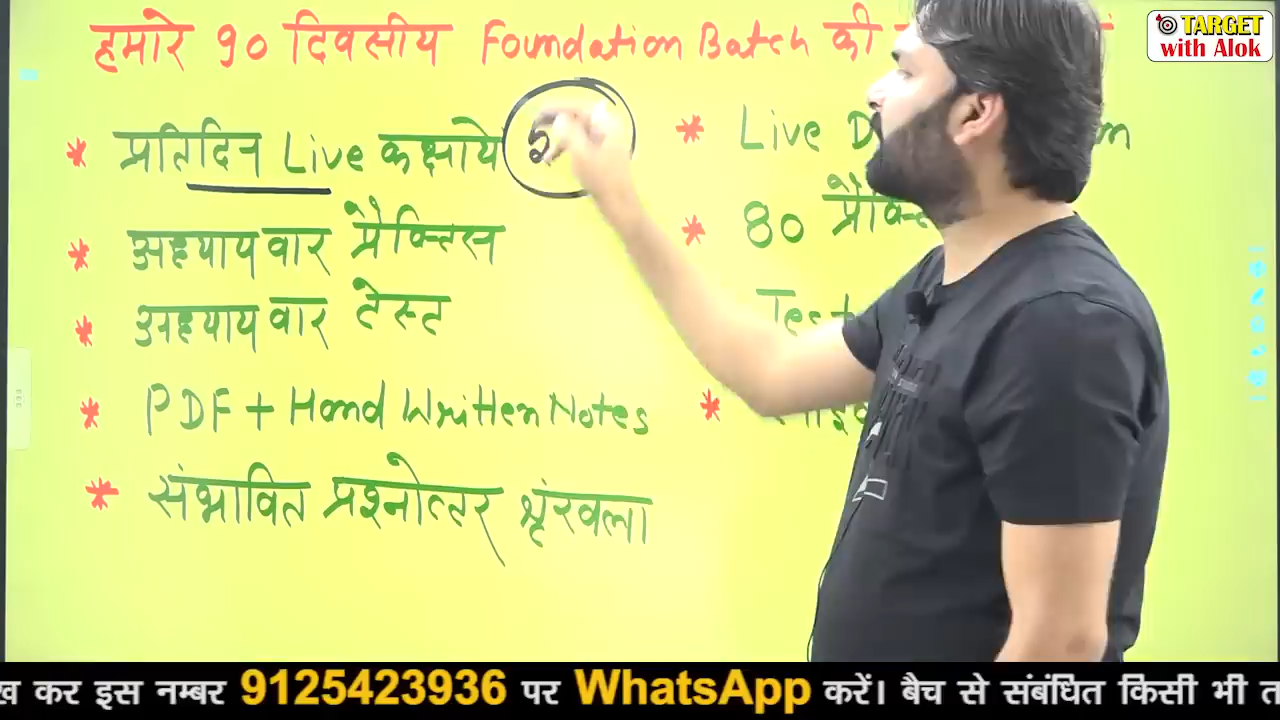 हमारे 90 दिवसीय Foundation Batch की
TARGET
with Alok
* प्रतिदिन Live कक्षाये
* अध्यायवार प्रैक्टिस
* अध्यायवार टेस्ट
* PDF + Hand Written Notes
* संभावित प्रश्नोत्तर श्रृंखला
* Live
* 80
Test
*
कर इस नम्बर 9125423936 पर WhatsApp करें। बैच से संबंधित किसी भी